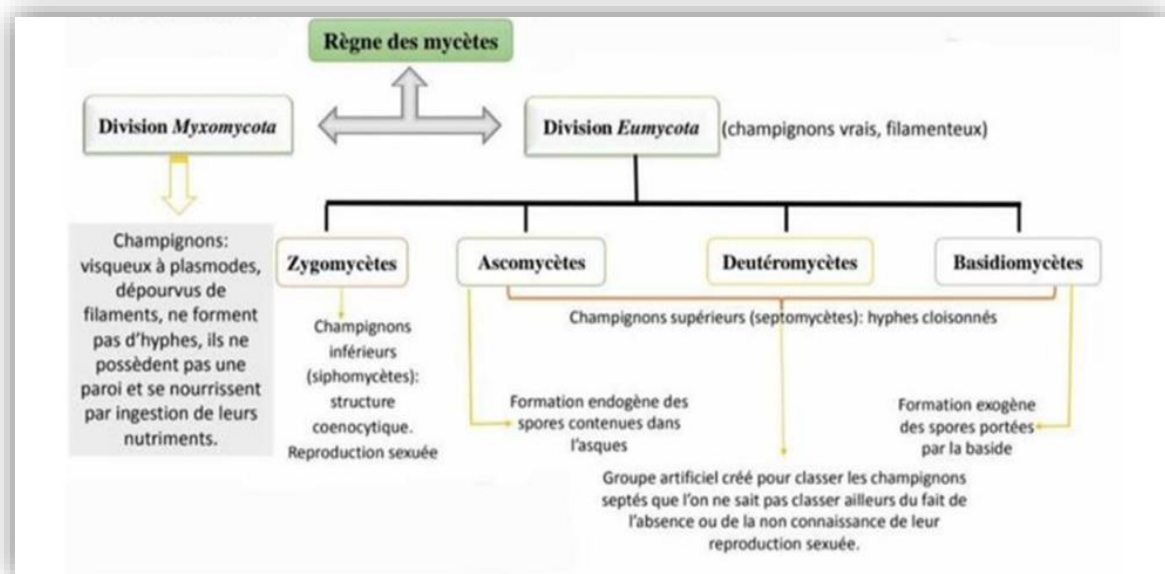 Règne des mycètes
Division Myxomycota
Division Eumycota
(champignons vrais, filamenteux)
Champignons:
visqueux à plasmodes,
dépourvus de
filaments, ne forment
pas d'hyphes, ils ne
possèdent pas une
paroi et se nourrissent
par ingestion de leurs
nutriments.
Zygomycètes
Ascomycètes
Deutéromycètes
Basidiomycètes
Champignons supérieurs (septomycètes): hyphes cloisonnés
Champignons
inférieurs
(siphomycètes):
structure
coenocytique.
Reproduction sexuée
Formation endogène des
spores contenues dans
l'asques
Formation exogène
des spores portées
par la baside
Groupe artificiel créé pour classer les champignons
septés que l'on ne sait pas classer ailleurs du fait de
l'absence ou de la non connaissance de leur
reproduction sexuée.